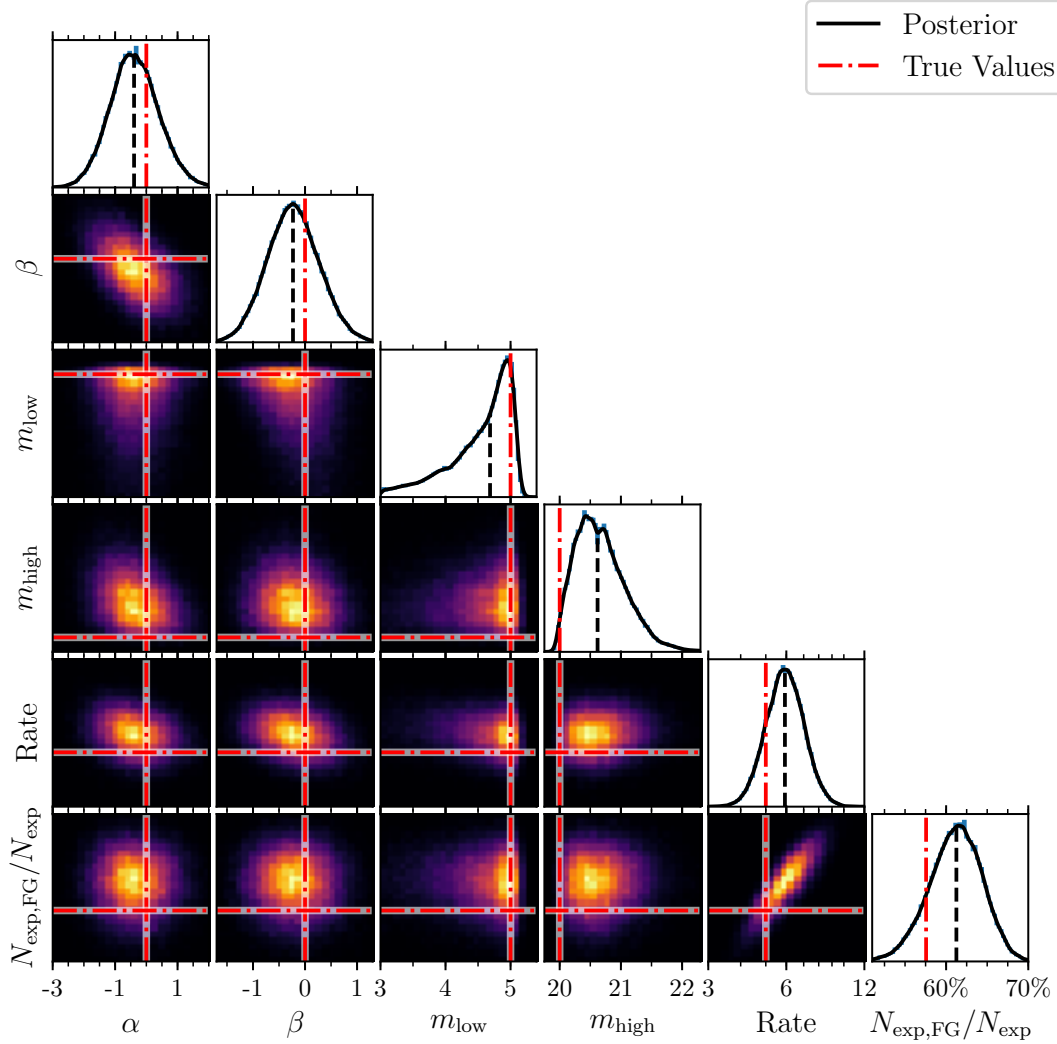 Posterior
True Values
β
m_low
m_high
Rate
N_exp,FG/N_exp
-3 -1 1
-1 0 1
3 4 5
20 21 22
3 6 12
60% 70%
α
β
m_low
m_high
Rate
N_exp,FG/N_exp